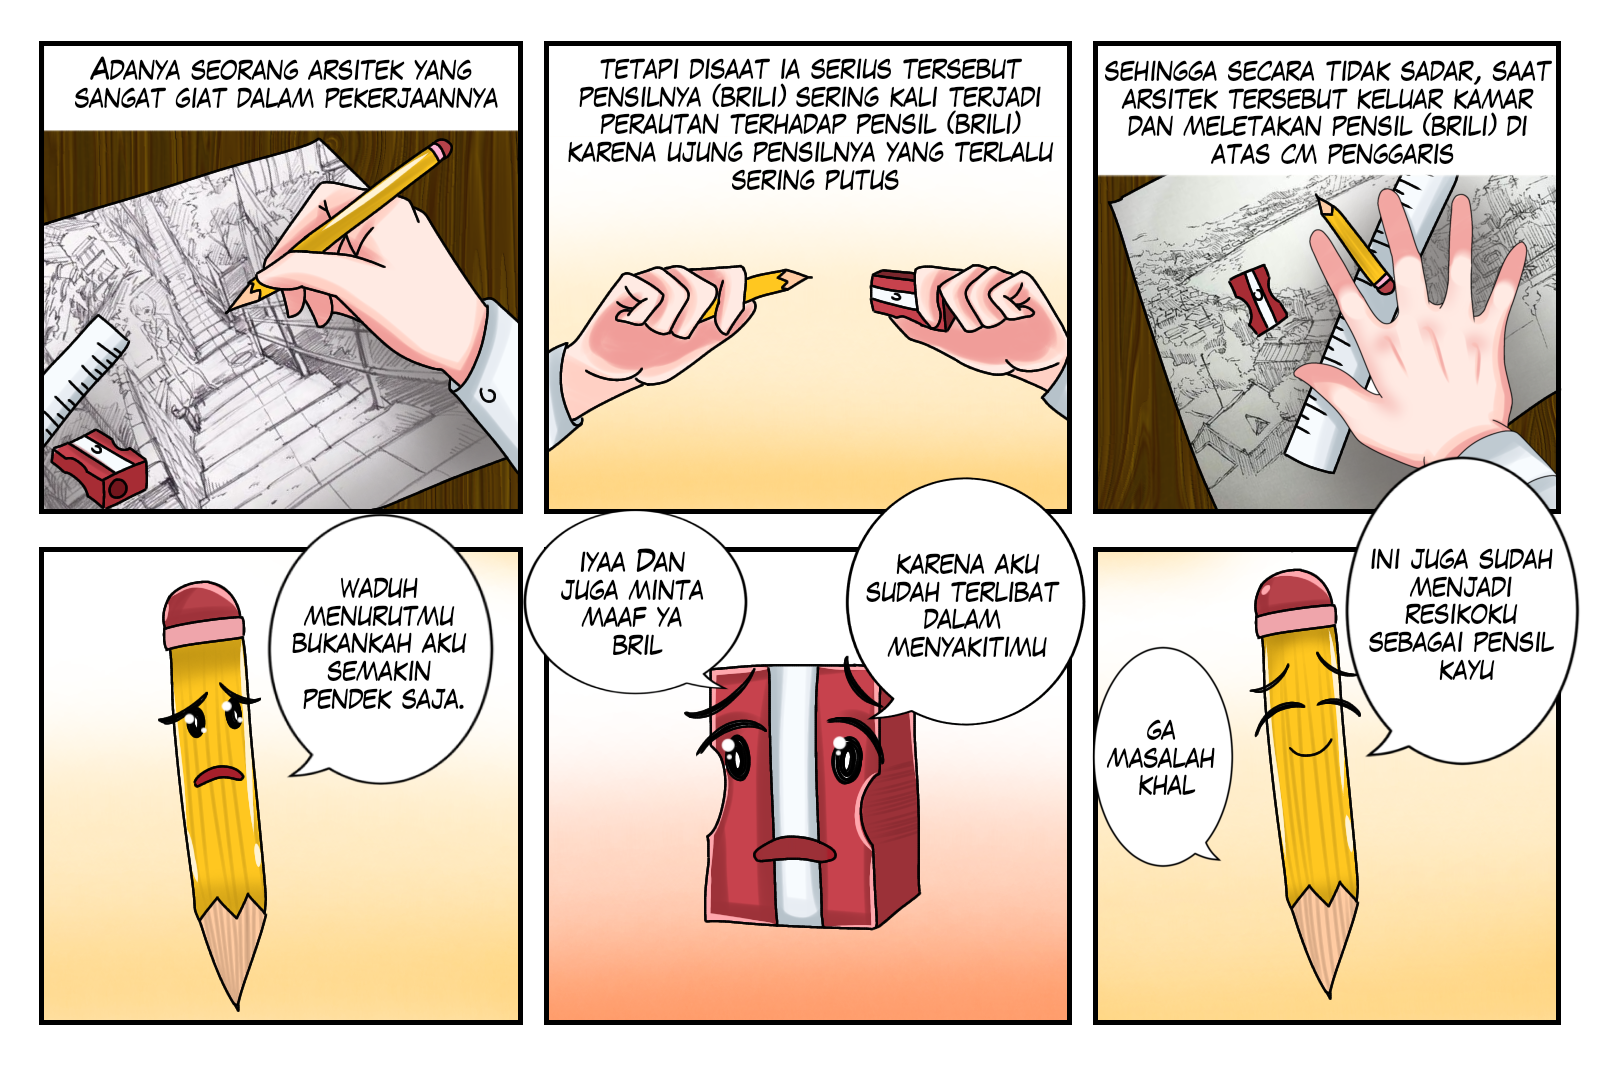 ADANYA SEORANG ARSITEK YANG
SANGAT GIAT DALAM PEKERJAANNYA
TETAPI DISAAT IA SERIUS TERSEBUT
PENSILNYA (BRILI) SERING KALI TERJADI
PERAUTAN TERHADAP PENSIL (BRILI)
KARENA UJUNG PENSILNYA YANG TERLALU
SERING PUTUS
SEHINGGA SECARA TIDAK SADAR, SAAT
ARSITEK TERSEBUT KELUAR KAMAR
DAN MELETAKAN PENSIL (BRILI) DI
ATAS CM PENGGARIS
WADUH
MENURUTMU
BUKANKAH AKU
SEMAKIN
PENDEK SAJA.
IYAA DAN
JUGA MINTA
MAAF YA
BRIL
KARENA AKU
SUDAH TERLIBAT
DALAM
MENYAKITIMU
GA
MASALAH
KHAL
INI JUGA SUDAH
MENJADI
RESIKOKU
SEBAGAI PENSIL
KAYU